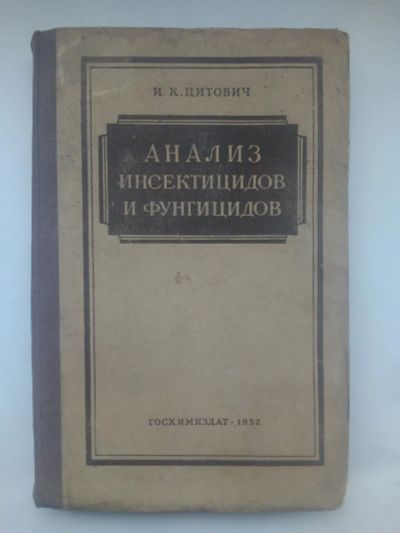 И. К. ЦИТОВИЧ
АНАЛИЗ
ИНСЕКТИЦИДОВ
И ФУНГИЦИДОВ
ГОСХИМИЗДАТ · 1952